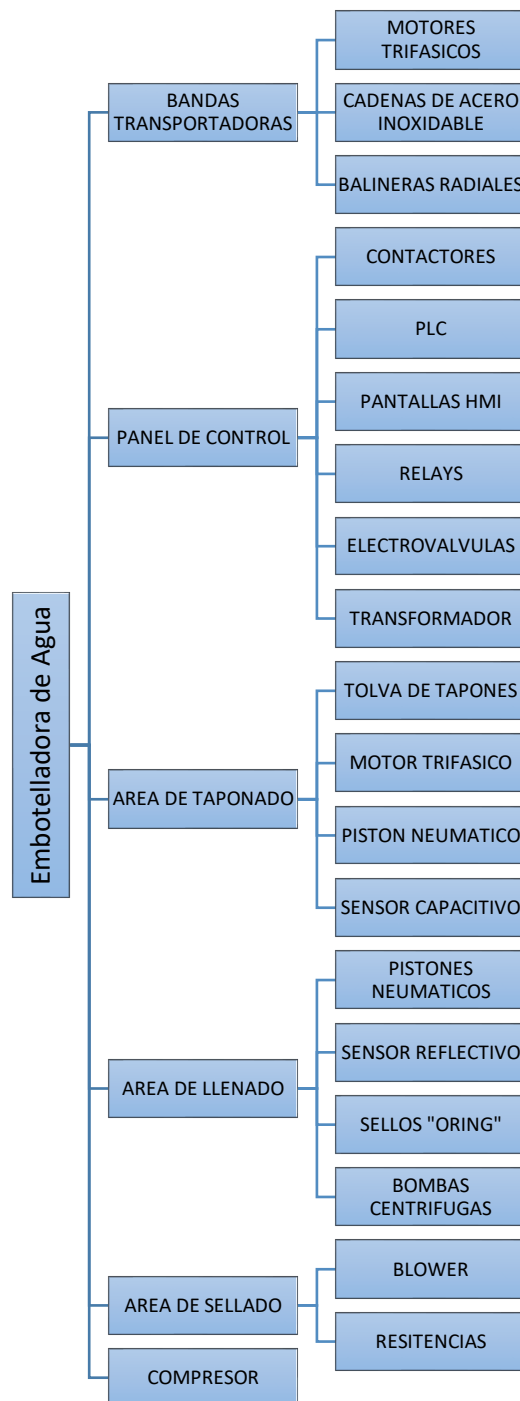 Embotelladora de Agua
BANDAS
TRANSPORTADORAS
MOTORES
TRIFASICOS
CADENAS DE ACERO
INOXIDABLE
BALINERAS RADIALES
PANEL DE CONTROL
CONTACTORES
PLC
PANTALLAS HMI
RELAYS
ELECTROVALVULAS
TRANSFORMADOR
AREA DE TAPONADO
TOLVA DE TAPONES
MOTOR TRIFASICO
PISTON NEUMATICO
SENSOR CAPACITIVO
AREA DE LLENADO
PISTONES
NEUMATICOS
SENSOR REFLECTIVO
SELLOS "ORING"
BOMBAS
CENTRIFUGAS
AREA DE SELLADO
BLOWER
RESITENCIAS
COMPRESOR